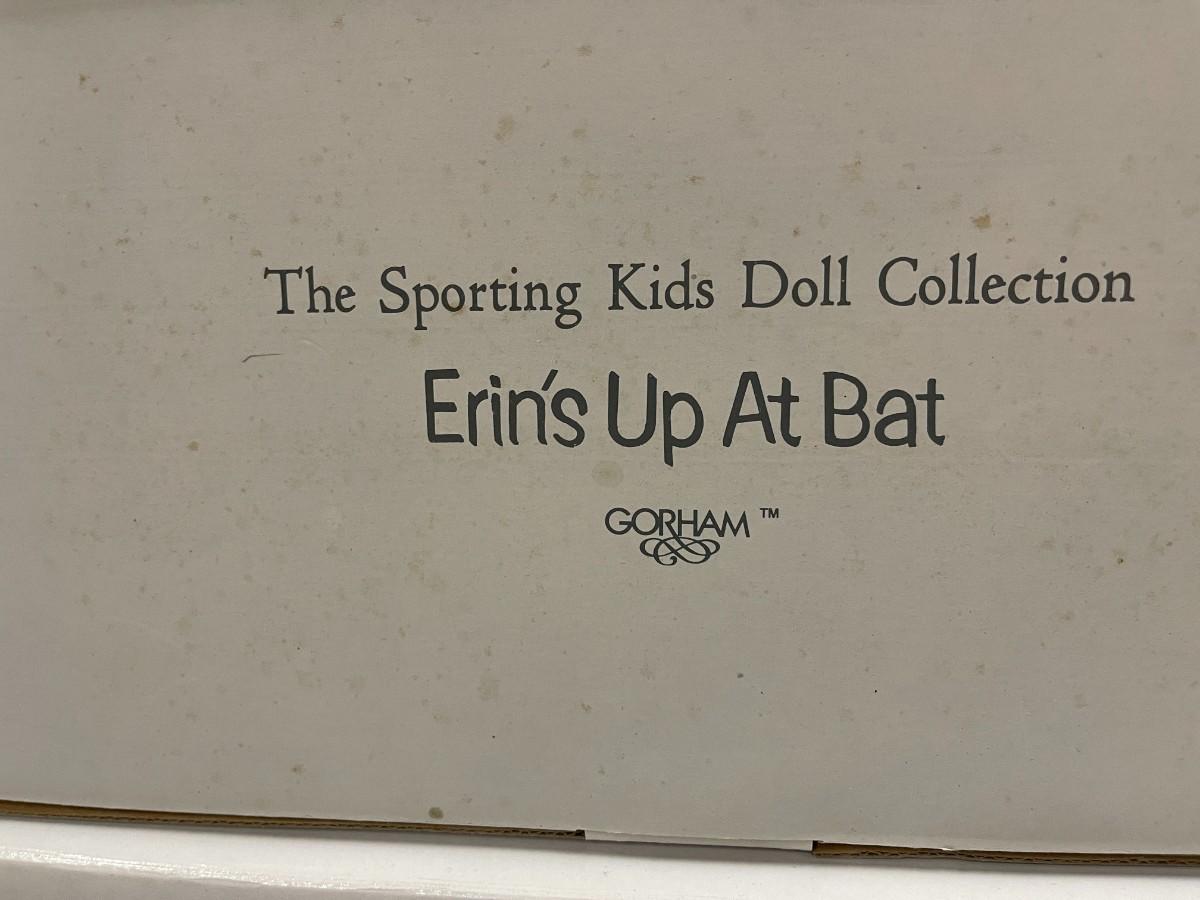 The Sporting Kids Doll Collection
Erin's Up At Bat
GORHAM ™